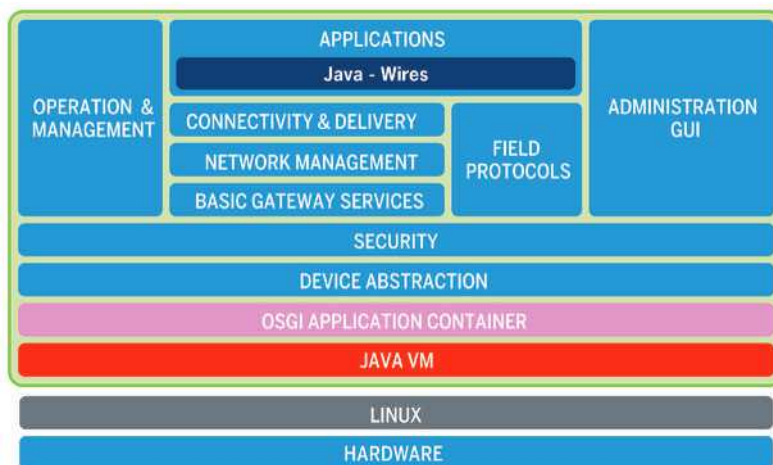 APPLICATIONS
Java - Wires
OPERATION &
MANAGEMENT
CONNECTIVITY & DELIVERY
NETWORK MANAGEMENT
BASIC GATEWAY SERVICES
FIELD
PROTOCOLS
ADMINISTRATION
GUI
SECURITY
DEVICE ABSTRACTION
OSGI APPLICATION CONTAINER
JAVA VM
LINUX
HARDWARE